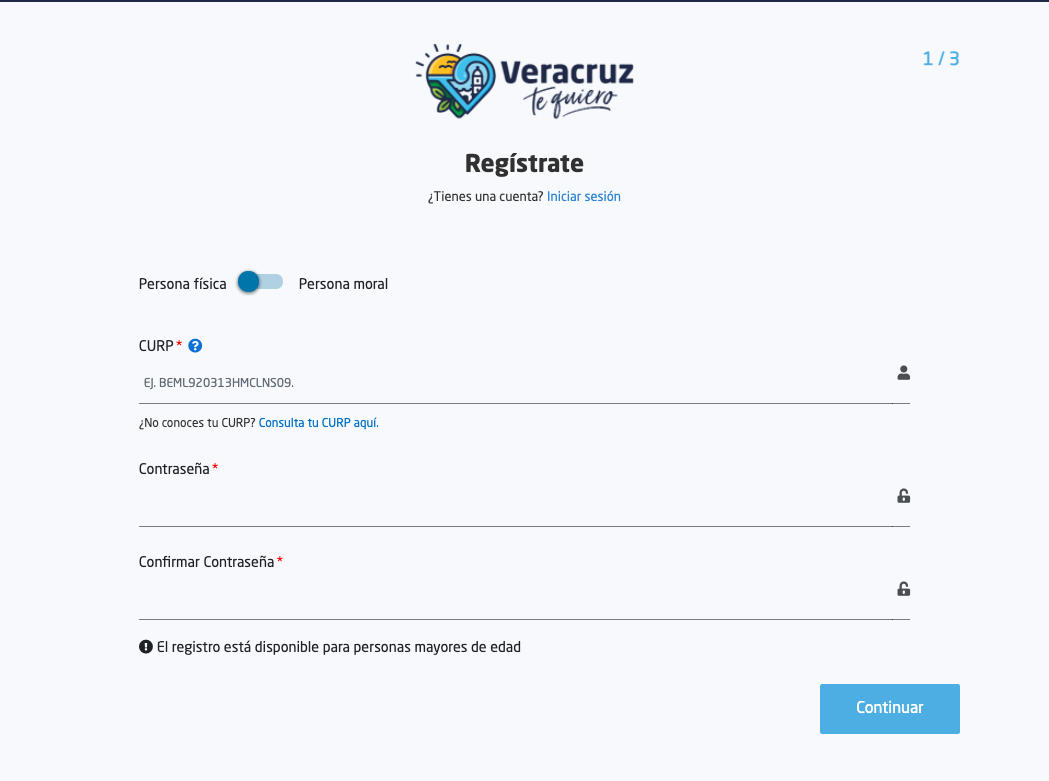 1 / 3
Veracruz
te quiero
Regístrate
¿Tienes una cuenta? Iniciar sesión
Persona física Persona moral
CURP * ?
EJ. BEML920313HMCLNS09.
¿No conoces tu CURP? Consulta tu CURP aquí.
Contraseña *
Confirmar Contraseña *
El registro está disponible para personas mayores de edad
Continuar